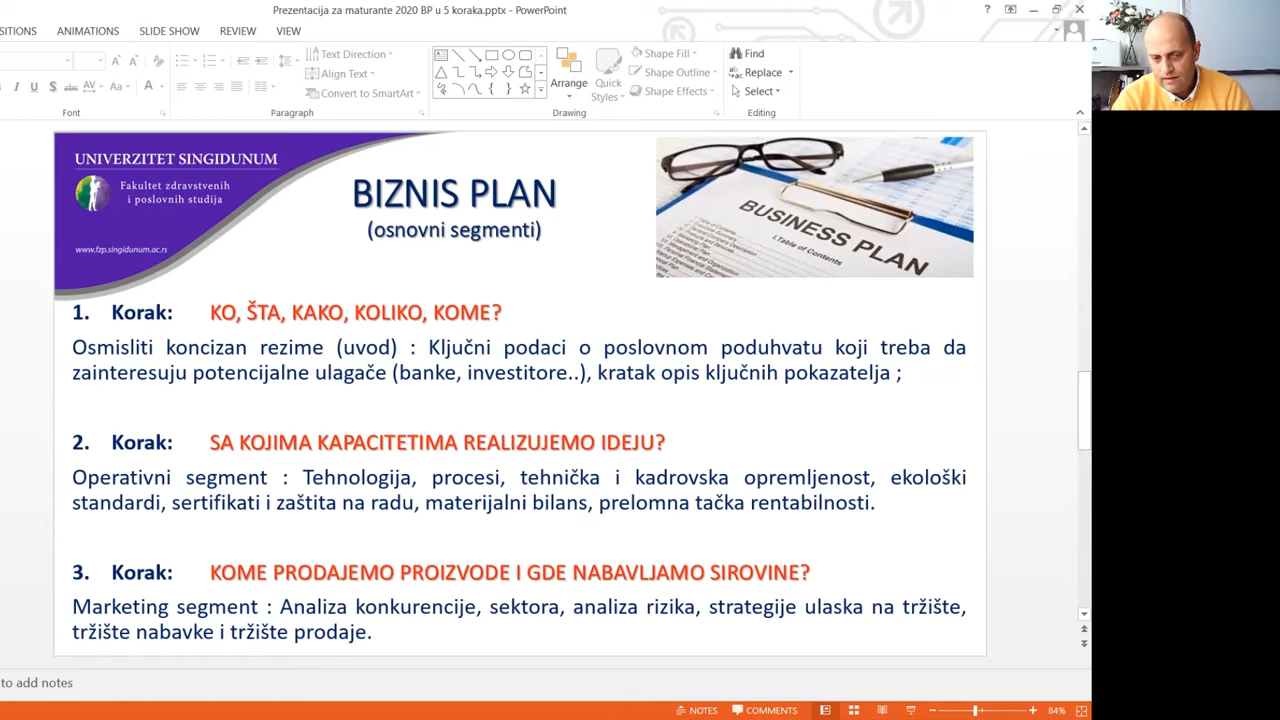 Prezentacija za maturante 2020 BP u 5 koraka.pptx - PowerPoint
SITIONS ANIMATIONS SLIDE SHOW REVIEW VIEW
Text Direction
Align Text
Convert to SmartArt
Arrange
Quick Styles
Shape Fill
Shape Outline
Shape Effects
Find
Replace
Select
Font Paragraph Drawing Editing
UNIVERZITET SINGIDUNUM
Fakultet zdravstvenih
i poslovnih studija
www.fzp.singidunum.ac.rs
BIZNIS PLAN
(osnovni segmenti)
BUSINESS PLAN
I.Table of Contents
1. Korak: KO, ŠTA, KAKO, KOLIKO, KOME?
Osmisliti koncizan rezime (uvod) : Ključni podaci o poslovnom poduhvatu koji treba da
zainteresuju potencijalne ulagače (banke, investitore..), kratak opis ključnih pokazatelja ;
2. Korak: SA KOJIMA KAPACITETIMA REALIZUJEMO IDEJU?
Operativni segment : Tehnologija, procesi, tehnička i kadrovska opremljenost, ekološki
standardi, sertifikati i zaštita na radu, materijalni bilans, prelomna tačka rentabilnosti.
3. Korak: KOME PRODAJEMO PROIZVODE I GDE NABAVLJAMO SIROVINE?
Marketing segment : Analiza konkurencije, sektora, analiza rizika, strategije ulaska na tržište,
tržište nabavke i tržište prodaje.
to add notes
NOTES COMMENTS 84%